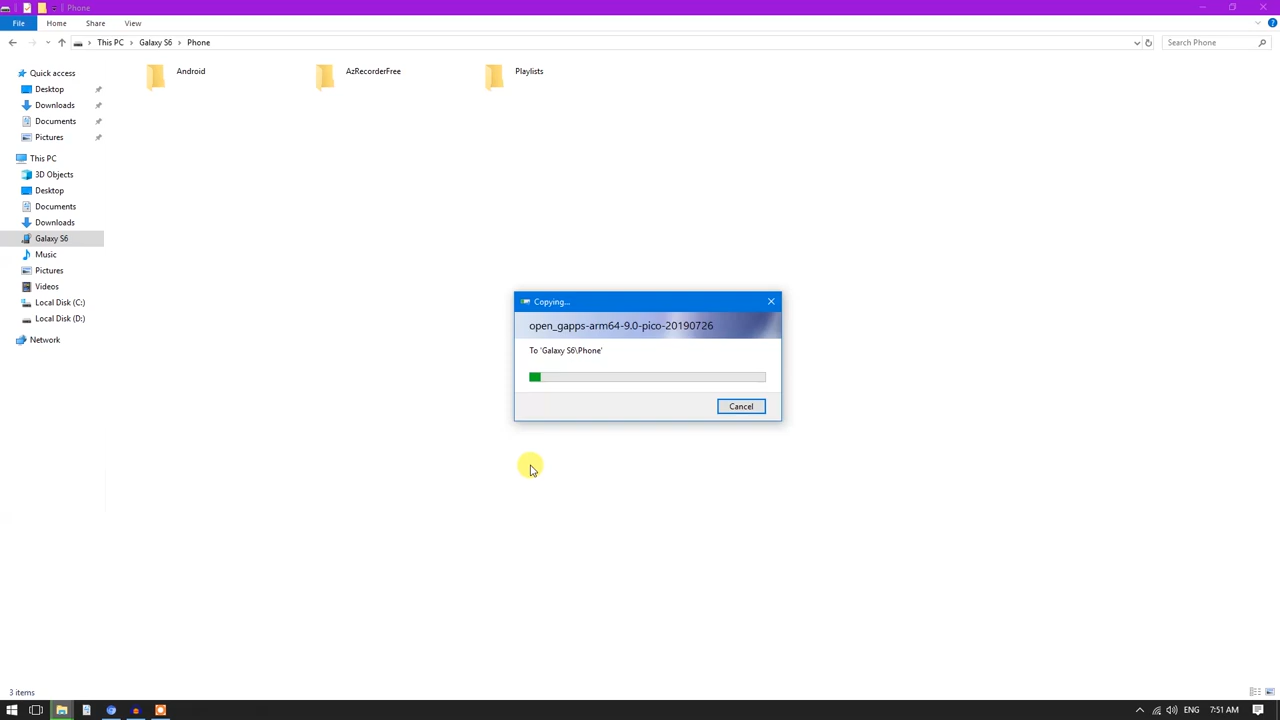 Phone
File
Home
Share
View
This PC
Galaxy S6
Phone
Search Phone
Quick access
Desktop
Downloads
Documents
Pictures
This PC
3D Objects
Desktop
Documents
Downloads
Galaxy S6
Music
Pictures
Videos
Local Disk (C:)
Local Disk (D:)
Network
Android
AzRecorderFree
Playlists
Copying...
open_gapps-arm64-9.0-pico-20190726
To 'Galaxy S6\Phone'
Cancel
3 items
ENG
7:51 AM